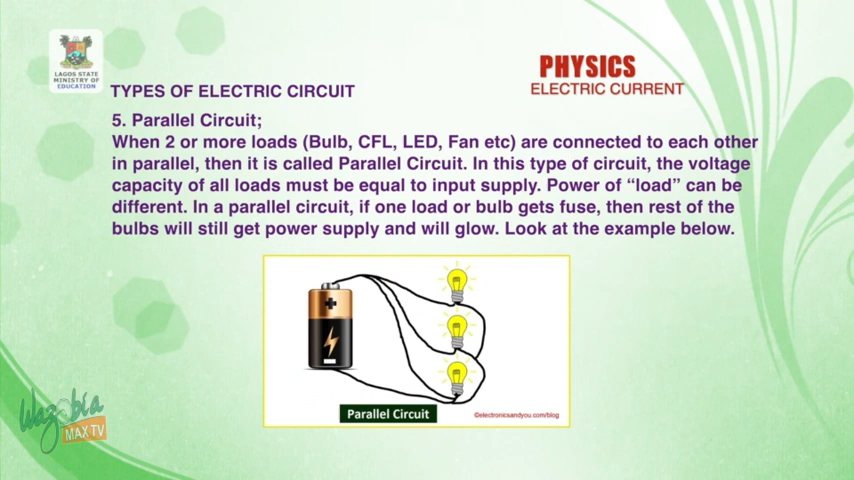 LAGOS STATE
MINISTRY OF
EDUCATION
PHYSICS
ELECTRIC CURRENT
TYPES OF ELECTRIC CIRCUIT
5. Parallel Circuit;
When 2 or more loads (Bulb, CFL, LED, Fan etc) are connected to each other
in parallel, then it is called Parallel Circuit. In this type of circuit, the voltage
capacity of all loads must be equal to input supply. Power of “load” can be
different. In a parallel circuit, if one load or bulb gets fuse, then rest of the
bulbs will still get power supply and will glow. Look at the example below.
Parallel Circuit
©electronicsandyou.com/blog
Wazobia
MAX TV